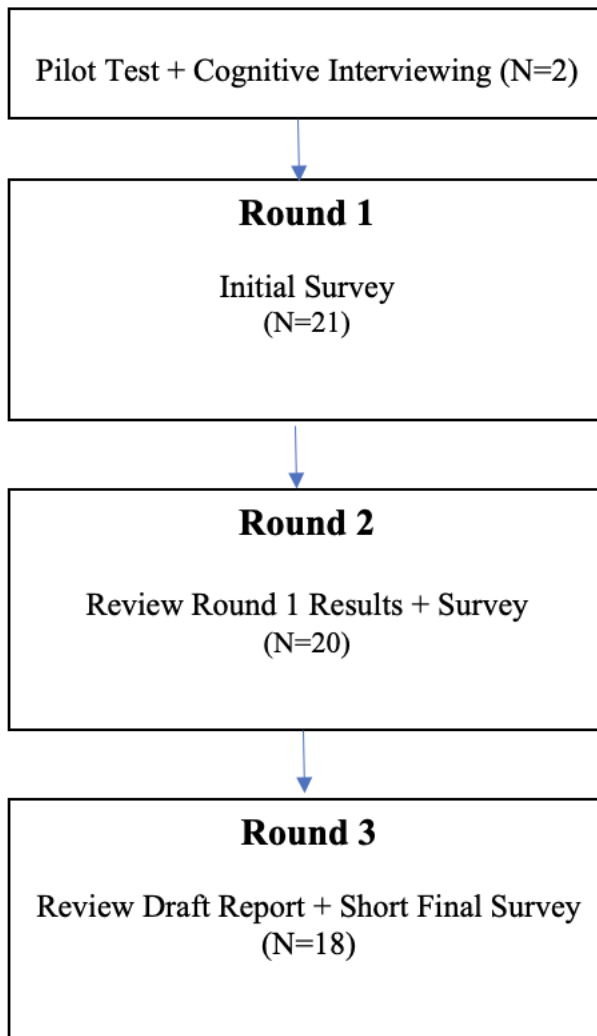 Pilot Test + Cognitive Interviewing (N=2)
Round 1
Initial Survey
(N=21)
Round 2
Review Round 1 Results + Survey
(N=20)
Round 3
Review Draft Report + Short Final Survey
(N=18)